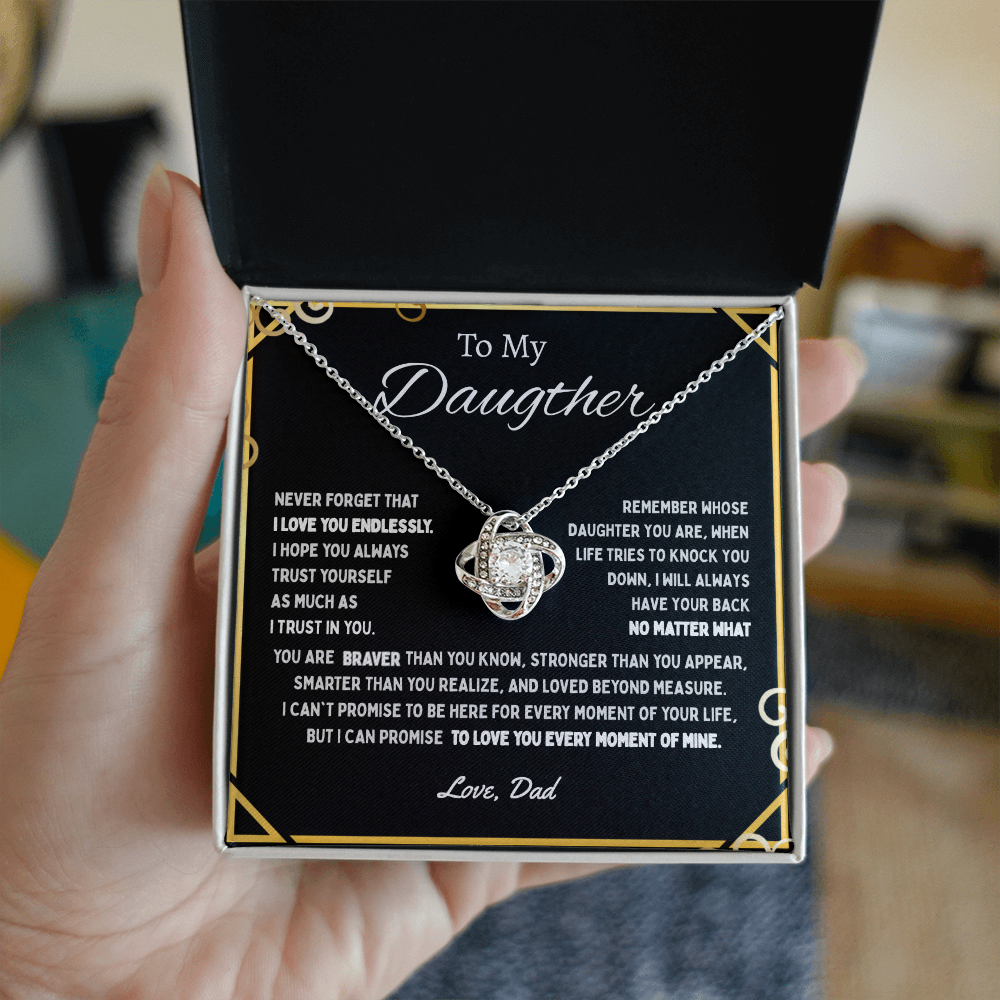 To My
Daugther
NEVER FORGET THAT
I LOVE YOU ENDLESSLY.
I HOPE YOU ALWAYS
TRUST YOURSELF
AS MUCH AS
I TRUST IN YOU.
REMEMBER WHOSE
DAUGHTER YOU ARE, WHEN
LIFE TRIES TO KNOCK YOU
DOWN, I WILL ALWAYS
HAVE YOUR BACK
NO MATTER WHAT
YOU ARE BRAVER THAN YOU KNOW, STRONGER THAN YOU APPEAR,
SMARTER THAN YOU REALIZE, AND LOVED BEYOND MEASURE.
I CAN`T PROMISE TO BE HERE FOR EVERY MOMENT OF YOUR LIFE,
BUT I CAN PROMISE TO LOVE YOU EVERY MOMENT OF MINE.
Love, Dad